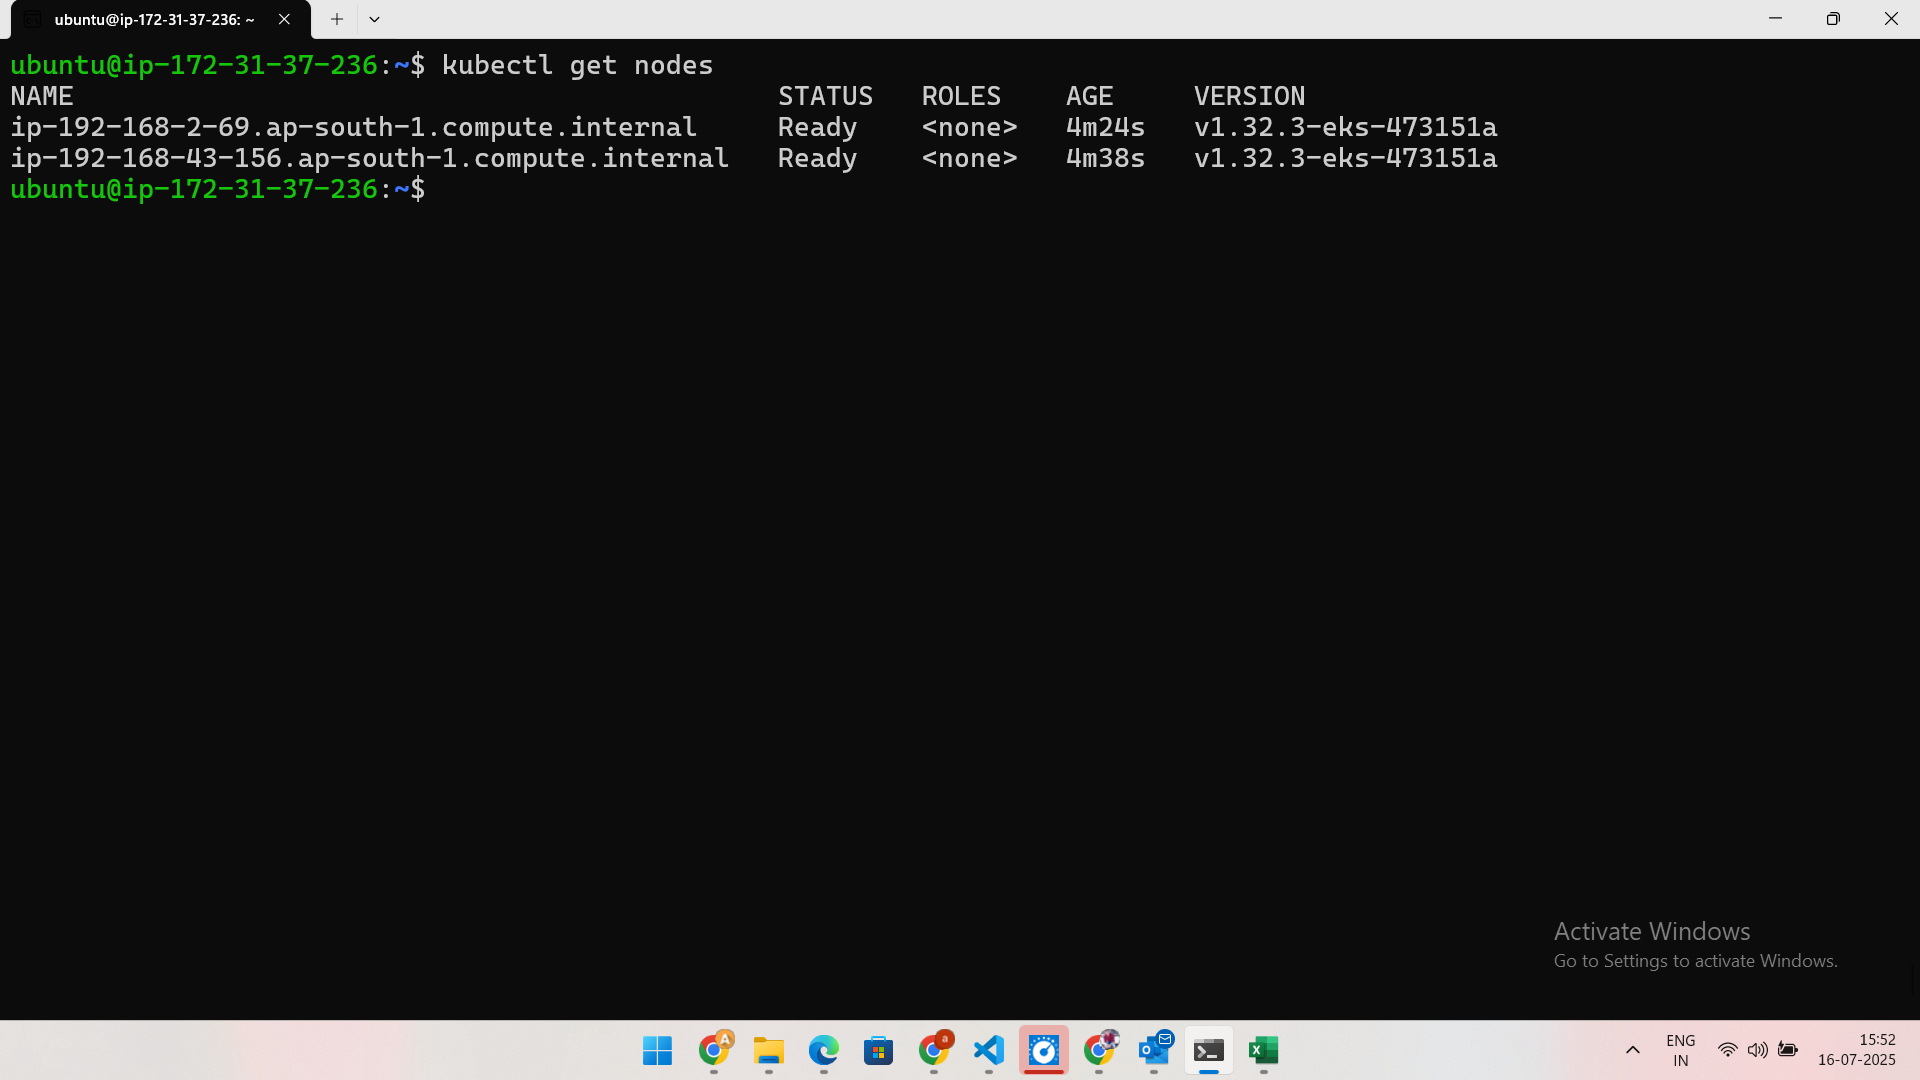 ubuntu@ip-172-31-37-236: ~
ubuntu@ip-172-31-37-236:~$ kubectl get nodes
NAME STATUS ROLES AGE VERSION
ip-192-168-2-69.ap-south-1.compute.internal Ready <none> 4m24s v1.32.3-eks-473151a
ip-192-168-43-156.ap-south-1.compute.internal Ready <none> 4m38s v1.32.3-eks-473151a
ubuntu@ip-172-31-37-236:~$
Activate Windows
Go to Settings to activate Windows.
ENG
IN
15:52
16-07-2025